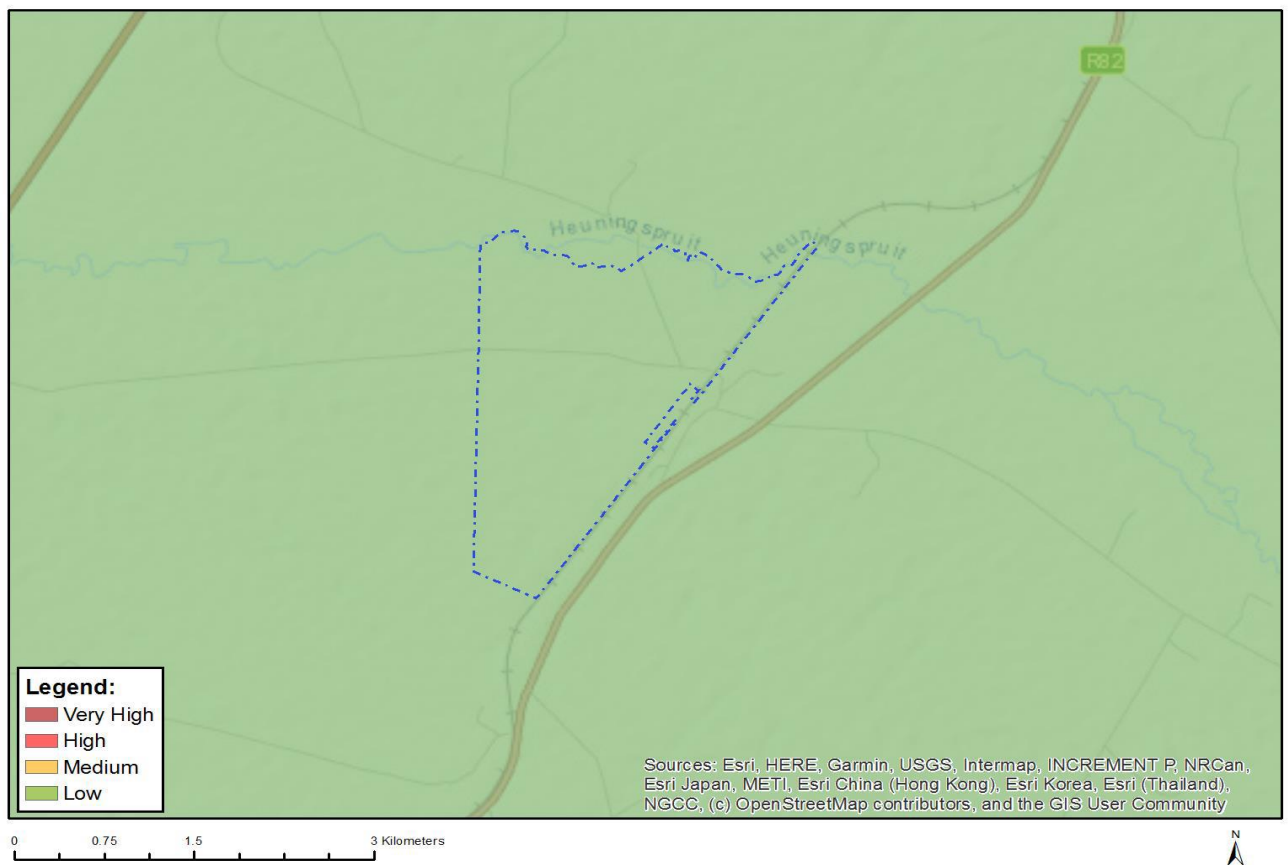 R82
Heuningspruit
Heuningspruit
Legend:
Very High
High
Medium
Low
Sources: Esri, HERE, Garmin, USGS, Intermap, INCREMENT P, NRCan,
Esri Japan, METI, Esri China (Hong Kong), Esri Korea, Esri (Thailand),
NGCC, (c) OpenStreetMap contributors, and the GIS User Community
0 0.75 1.5 3 Kilometers
N